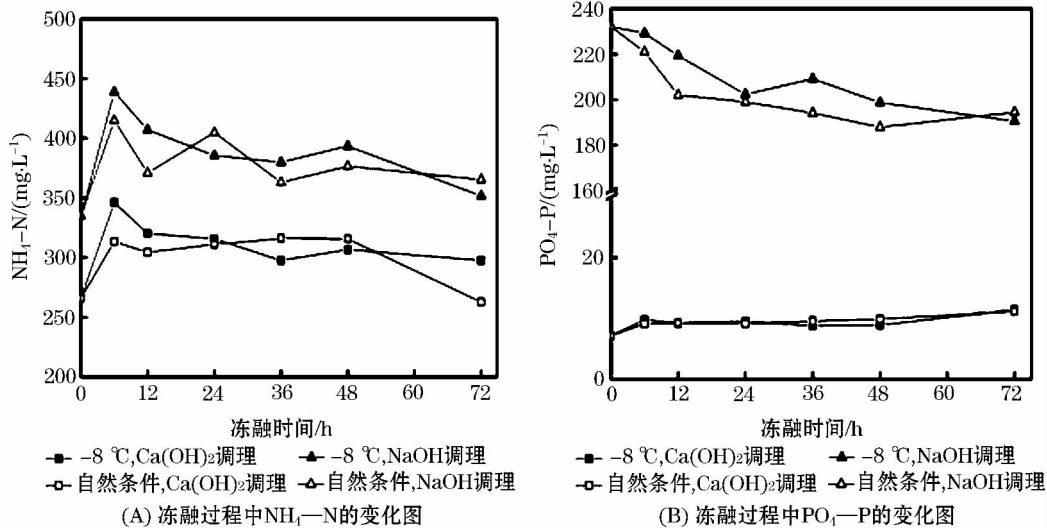 500
450
400
350
300
250
200
NH₄-N/(mg·L⁻¹)
0 12 24 36 48 60 72
冻融时间/h
-8 ℃,Ca(OH)₂调理 -8 ℃,NaOH调理
自然条件,Ca(OH)₂调理 自然条件,NaOH调理
(A) 冻融过程中NH₄—N的变化图
240
220
200
180
160
20
0
PO₄-P/(mg·L⁻¹)
0 12 24 36 48 60 72
冻融时间/h
-8 ℃,Ca(OH)₂调理 -8 ℃,NaOH调理
自然条件,Ca(OH)₂调理 自然条件,NaOH调理
(B) 冻融过程中PO₄—P的变化图